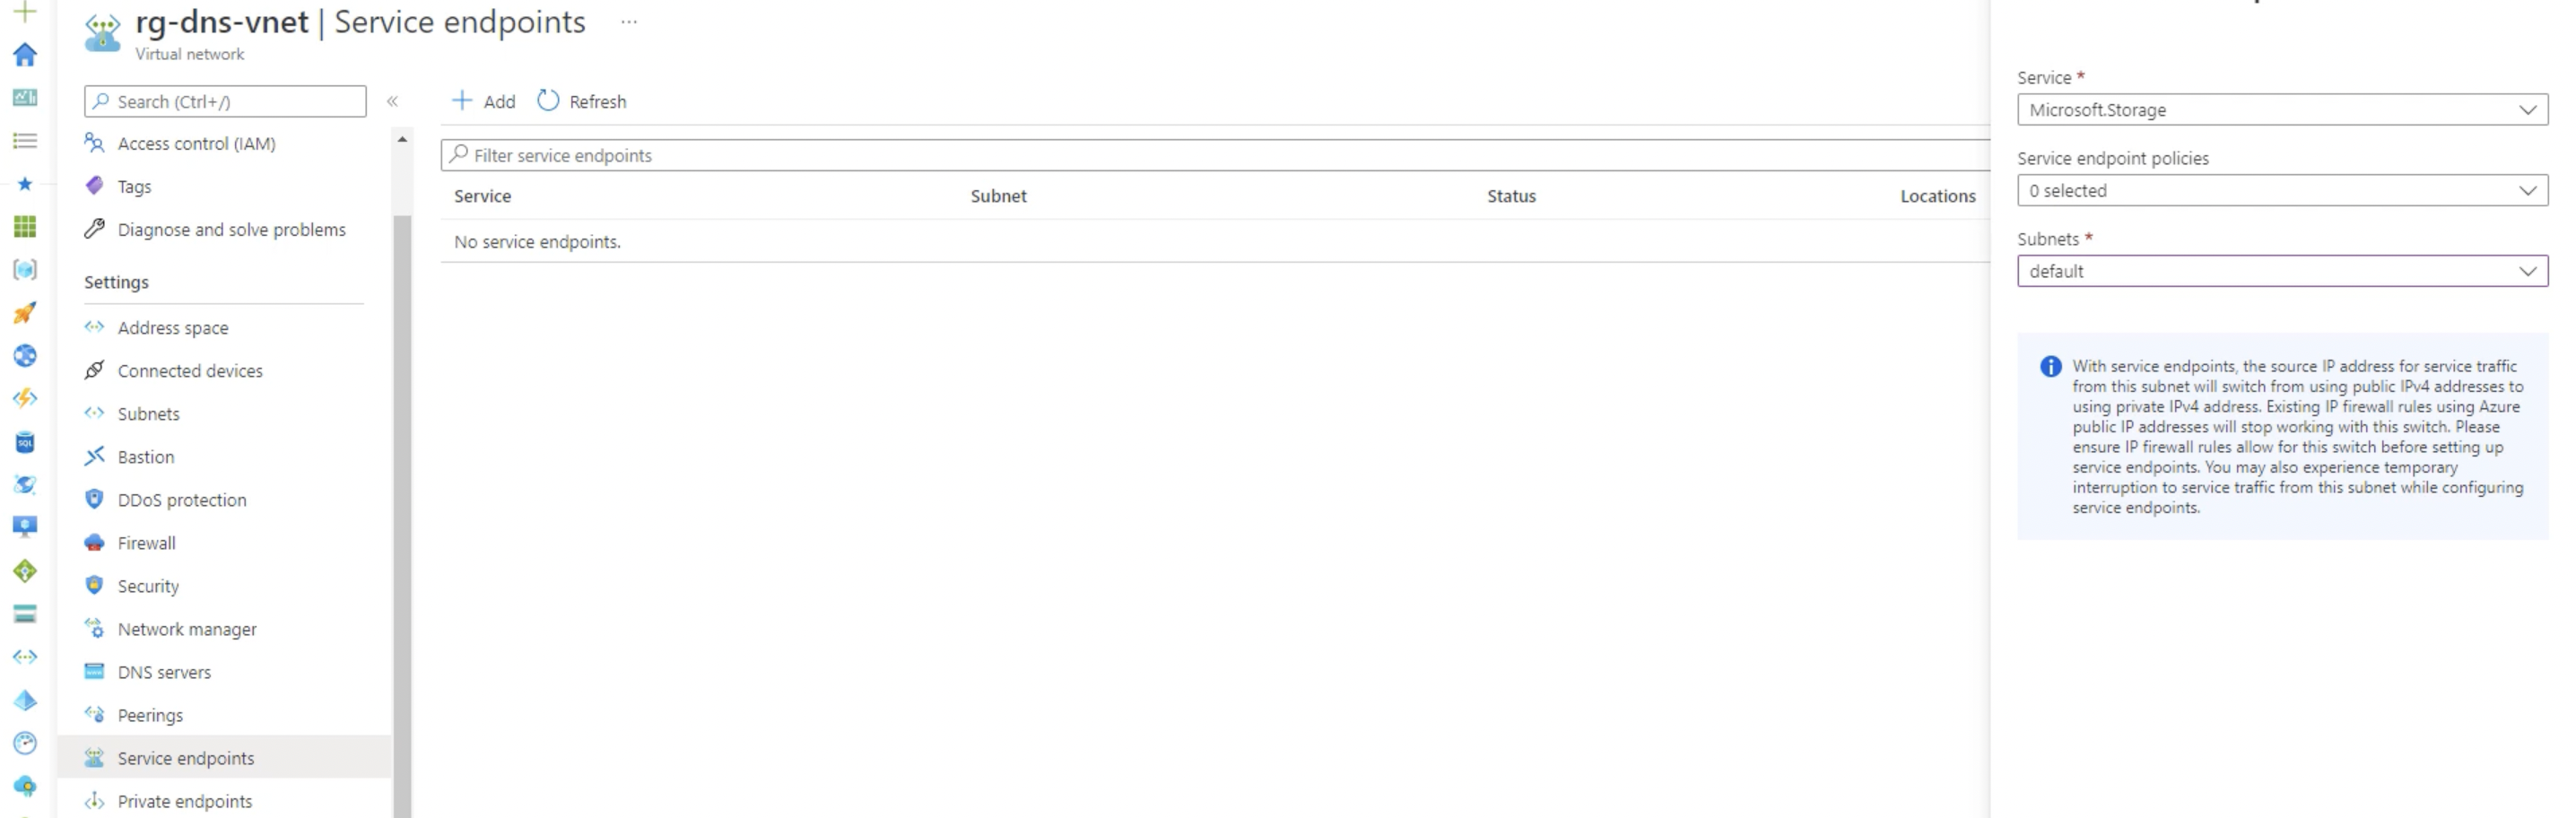 rg-dns-vnet | Service endpoints ...
Virtual network
Search (Ctrl+/)
«
Access control (IAM)
Tags
Diagnose and solve problems
Settings
Address space
Connected devices
Subnets
Bastion
DDoS protection
Firewall
Security
Network manager
DNS servers
Peerings
Service endpoints
Private endpoints
SQL
+ Add
Refresh
Filter service endpoints
Service Subnet Status Locations
No service endpoints.
Service *
Microsoft.Storage
Service endpoint policies
0 selected
Subnets *
default
With service endpoints, the source IP address for service traffic
from this subnet will switch from using public IPv4 addresses to
using private IPv4 address. Existing IP firewall rules using Azure
public IP addresses will stop working with this switch. Please
ensure IP firewall rules allow for this switch before setting up
service endpoints. You may also experience temporary
interruption to service traffic from this subnet while configuring
service endpoints.